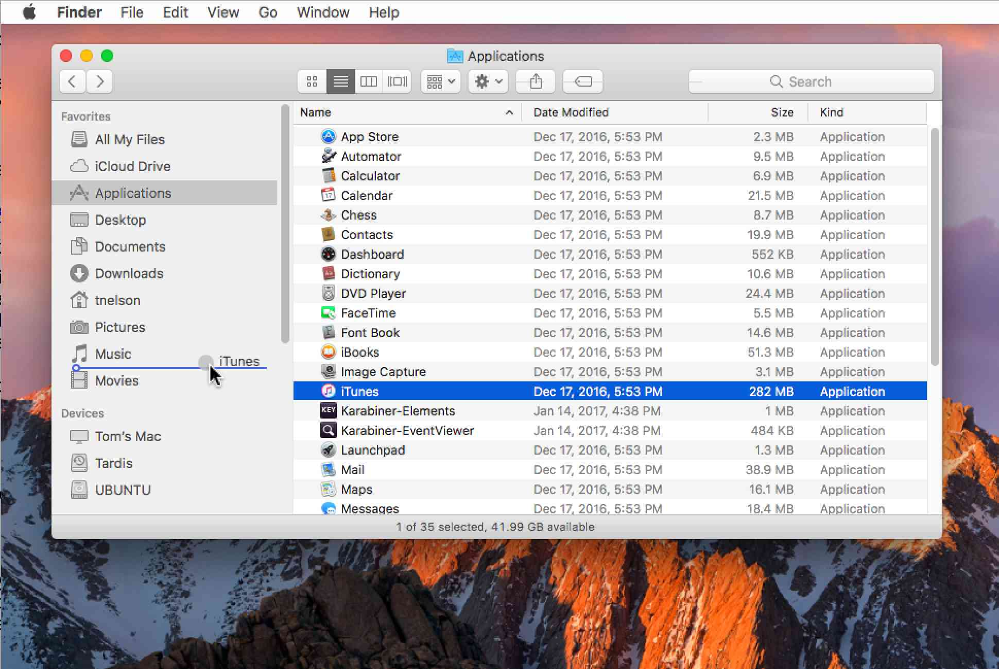 Finder File Edit View Go Window Help
Applications
Search
Favorites
All My Files
iCloud Drive
Applications
Desktop
Documents
Downloads
tnelson
Pictures
Music
iTunes
Movies
Devices
Tom's Mac
Tardis
UBUNTU
Name Date Modified Size Kind
App Store Dec 17, 2016, 5:53 PM 2.3 MB Application
Automator Dec 17, 2016, 5:53 PM 9.5 MB Application
Calculator Dec 17, 2016, 5:53 PM 6.9 MB Application
17 Calendar Dec 17, 2016, 5:53 PM 21.5 MB Application
Chess Dec 17, 2016, 5:53 PM 8.7 MB Application
Contacts Dec 17, 2016, 5:53 PM 19.9 MB Application
Dashboard Dec 17, 2016, 5:53 PM 552 KB Application
Aa Dictionary Dec 17, 2016, 5:53 PM 10.6 MB Application
DVD Player Dec 17, 2016, 5:53 PM 24.4 MB Application
FaceTime Dec 17, 2016, 5:53 PM 5.5 MB Application
F Font Book Dec 17, 2016, 5:53 PM 14.6 MB Application
iBooks Dec 17, 2016, 5:53 PM 51.3 MB Application
Image Capture Dec 17, 2016, 5:53 PM 3.1 MB Application
iTunes Dec 17, 2016, 5:53 PM 282 MB Application
KEY Karabiner-Elements Jan 14, 2017, 4:38 PM 1 MB Application
Karabiner-EventViewer Jan 14, 2017, 4:38 PM 484 KB Application
Launchpad Dec 17, 2016, 5:53 PM 1.3 MB Application
Mail Dec 17, 2016, 5:53 PM 38.9 MB Application
Maps Dec 17, 2016, 5:53 PM 16.1 MB Application
Messages Dec 17, 2016, 5:53 PM 18.4 MB Application
1 of 35 selected, 41.99 GB available